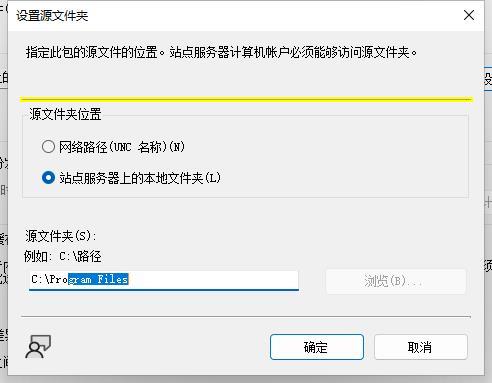 设置源文件夹
指定此包的源文件的位置。站点服务器计算机帐户必须能够访问源文件夹。
源文件夹位置
网络路径(UNC 名称)(N)
站点服务器上的本地文件夹(L)
源文件夹(S):
例如: C:\路径
C:\Program Files
浏览(B)...
确定
取消